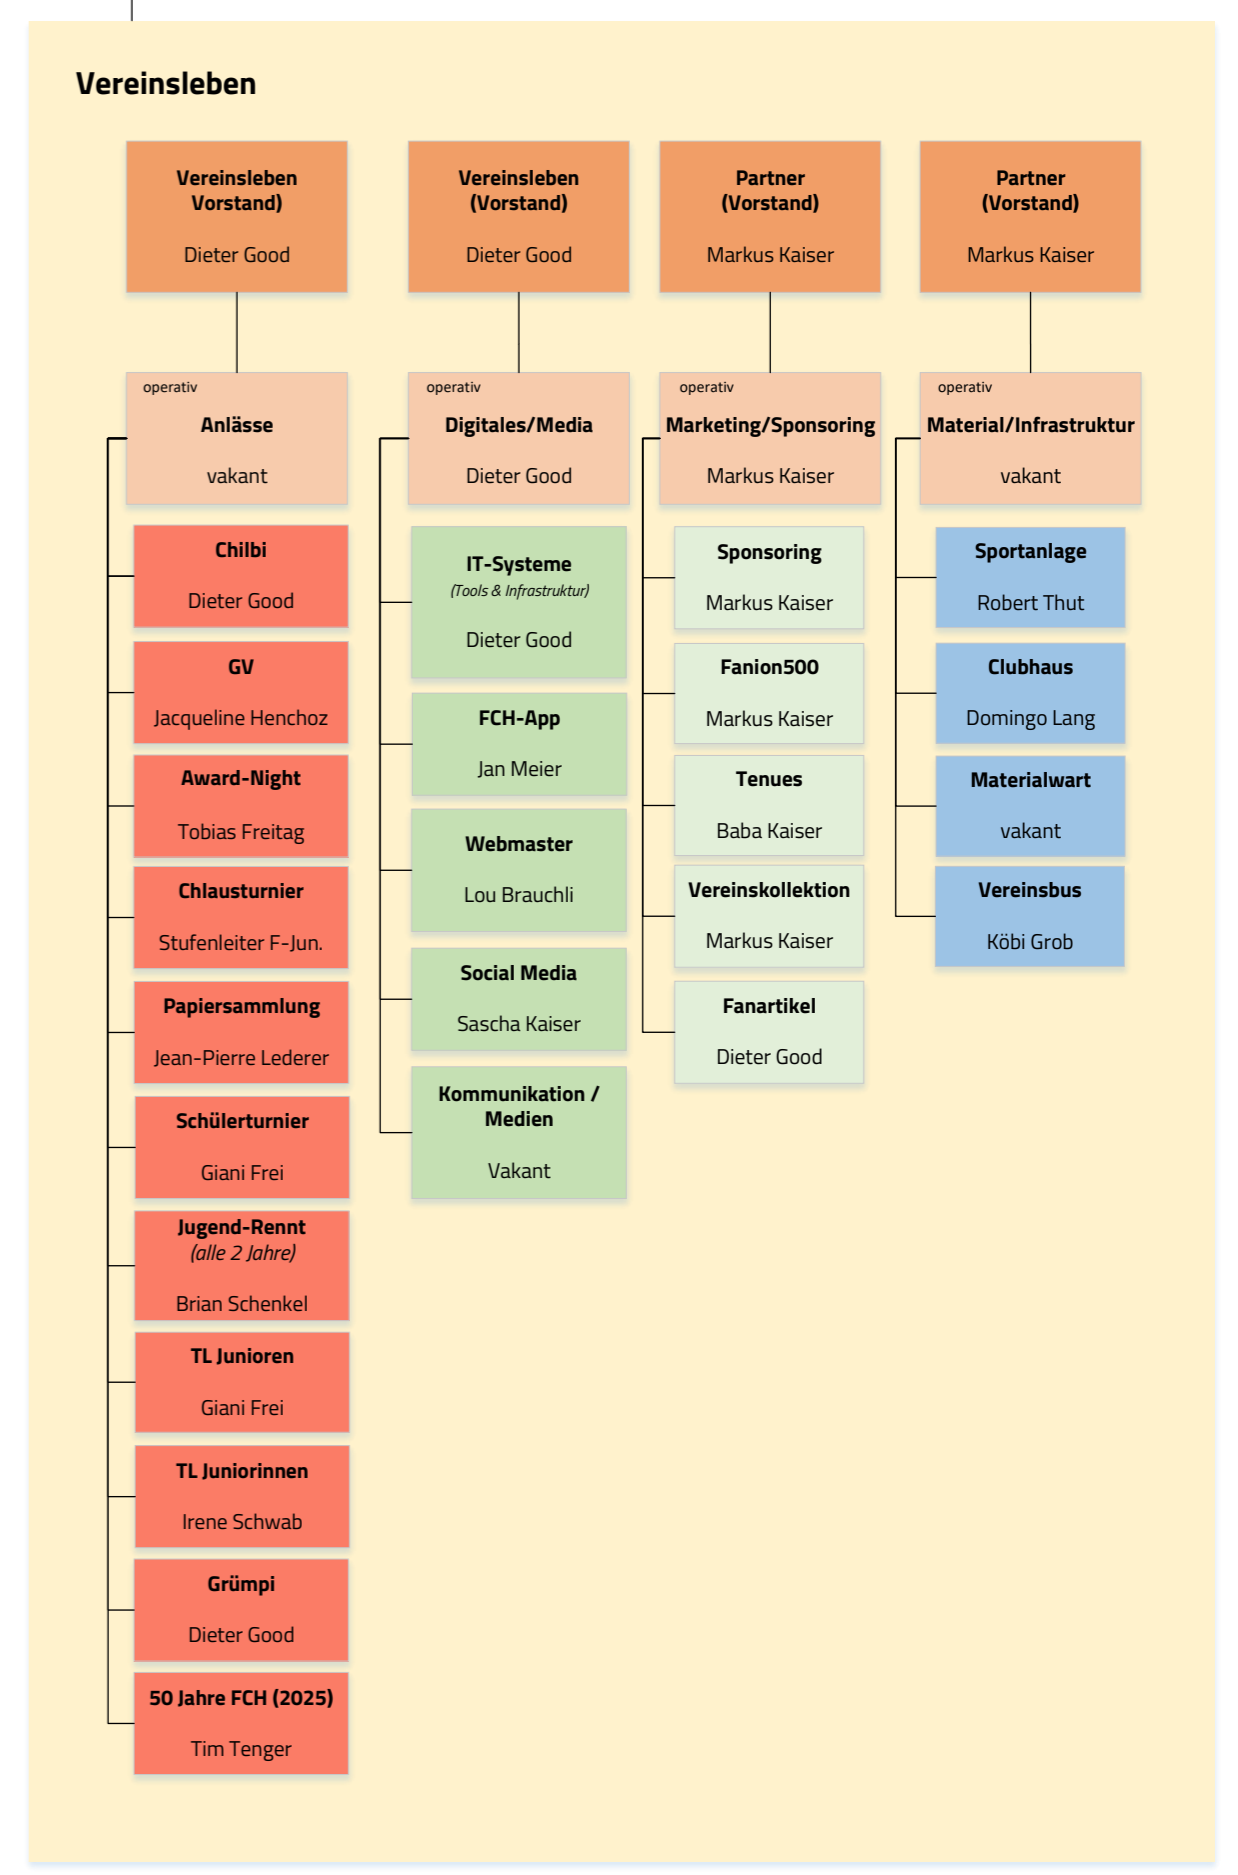 Vereinsleben
Vereinsleben
Vorstand)
Dieter Good
operativ
Anlässe
vakant
Chilbi
Dieter Good
GV
Jacqueline Henchoz
Award-Night
Tobias Freitag
Chlausturnier
Stufenleiter F-Jun.
Papiersammlung
Jean-Pierre Lederer
Schülerturnier
Giani Frei
Jugend-Rennt
(alle 2 Jahre)
Brian Schenkel
TL Junioren
Giani Frei
TL Juniorinnen
Irene Schwab
Grümpi
Dieter Good
50 Jahre FCH (2025)
Tim Tenger
Vereinsleben
(Vorstand)
Dieter Good
operativ
Digitales/Media
Dieter Good
IT-Systeme
(Tools & Infrastruktur)
Dieter Good
FCH-App
Jan Meier
Webmaster
Lou Brauchli
Social Media
Sascha Kaiser
Kommunikation /
Medien
Vakant
Partner
(Vorstand)
Markus Kaiser
operativ
Marketing/Sponsoring
Markus Kaiser
Sponsoring
Markus Kaiser
Fanion500
Markus Kaiser
Tenues
Baba Kaiser
Vereinskollektion
Markus Kaiser
Fanartikel
Dieter Good
Partner
(Vorstand)
Markus Kaiser
operativ
Material/Infrastruktur
vakant
Sportanlage
Robert Thut
Clubhaus
Domingo Lang
Materialwart
vakant
Vereinsbus
Köbi Grob